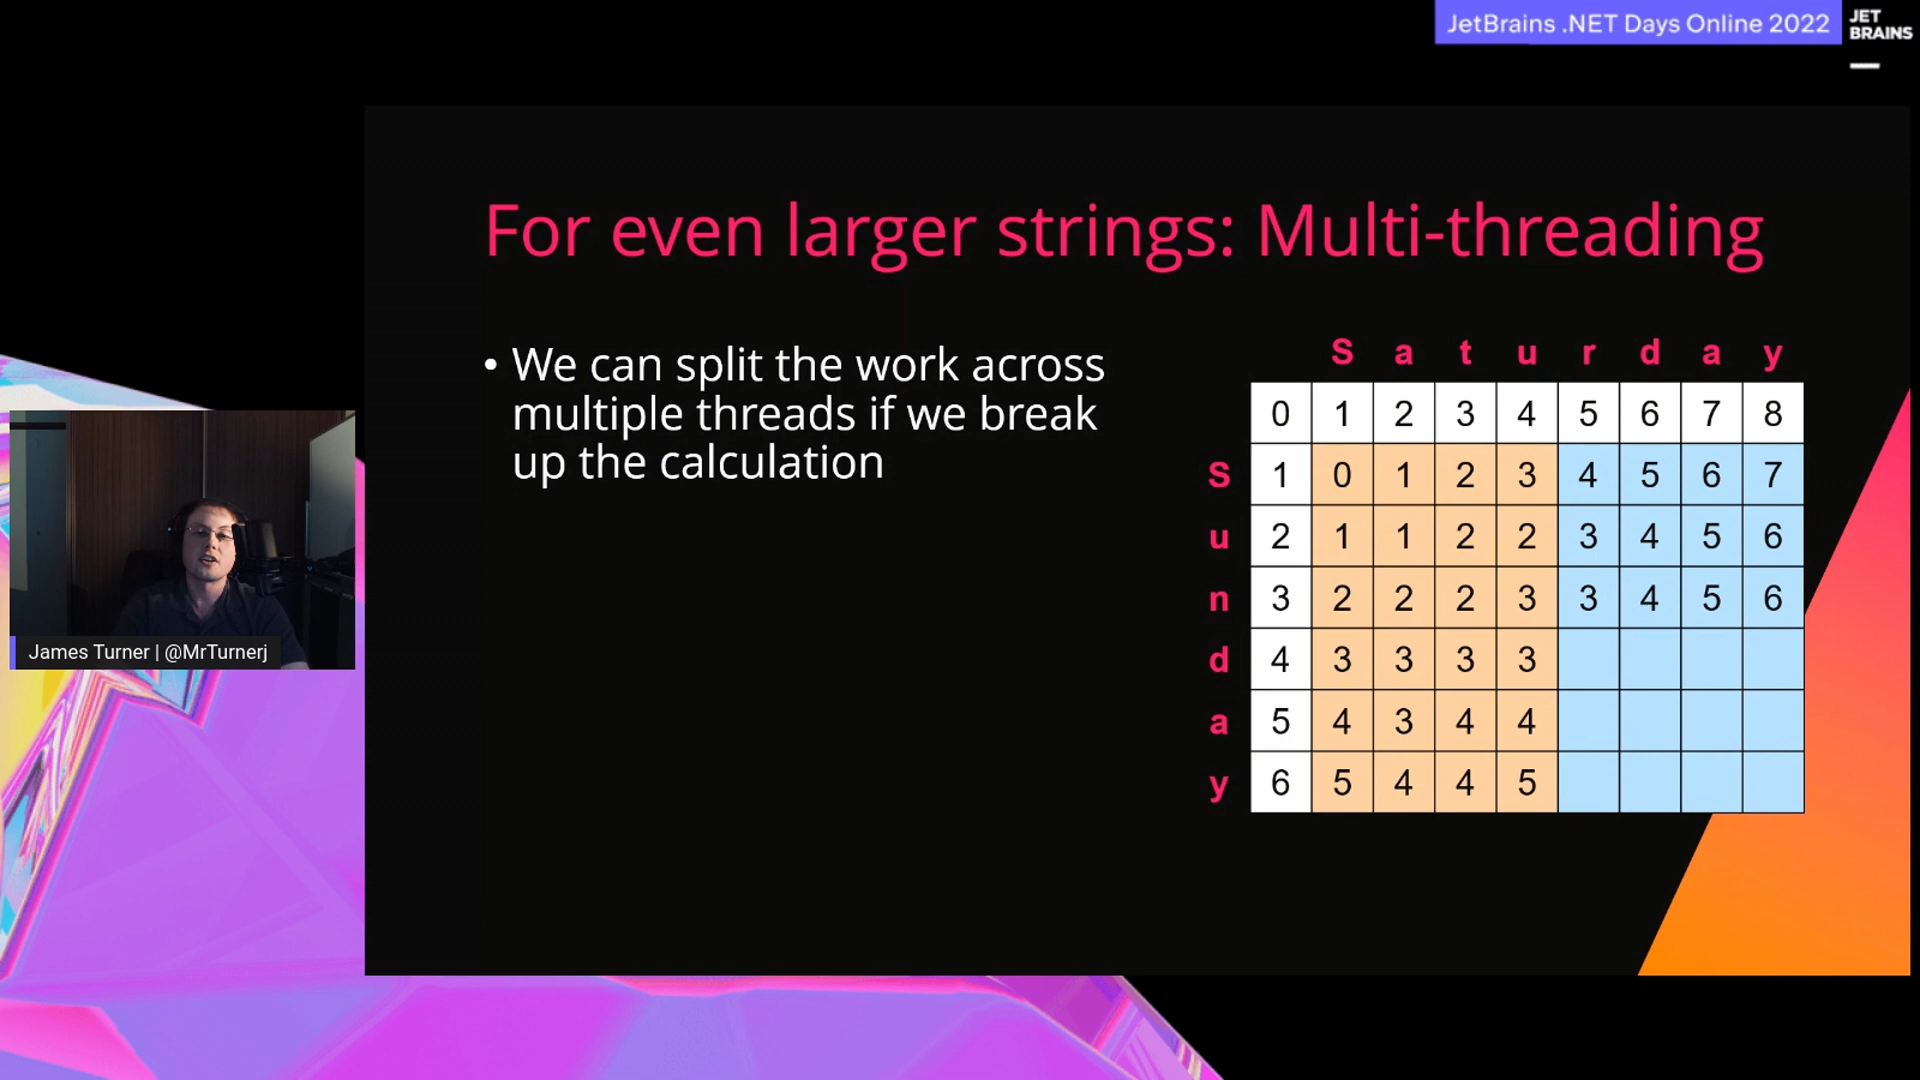 JetBrains .NET Days Online 2022
JET
BRAINS
For even larger strings: Multi-threading
• We can split the work across
multiple threads if we break
up the calculation
S a t u r d a y
0 1 2 3 4 5 6 7 8
S 1 0 1 2 3 4 5 6 7
u 2 1 1 2 2 3 4 5 6
n 3 2 2 2 3 3 4 5 6
d 4 3 3 3 3
a 5 4 3 4 4
y 6 5 4 4 5
James Turner | @MrTurnerj